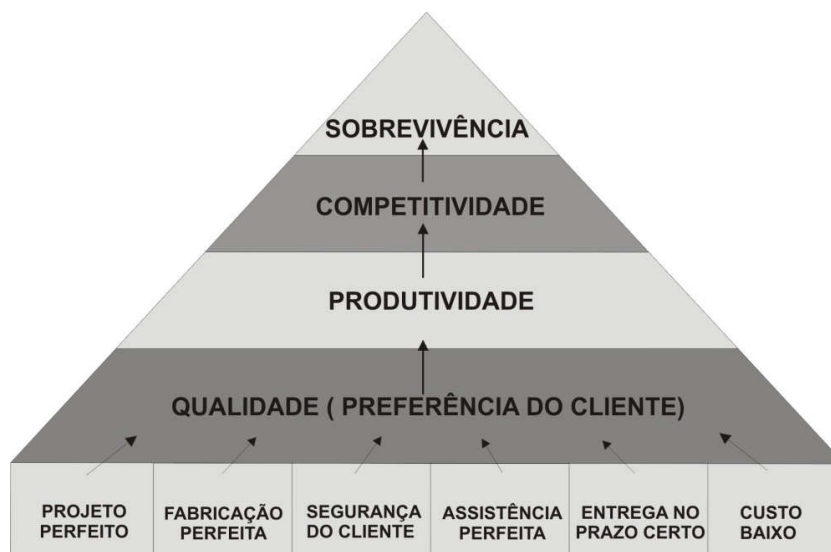 SOBREVIVÊNCIA
COMPETITIVIDADE
PRODUTIVIDADE
QUALIDADE ( PREFERÊNCIA DO CLIENTE)
PROJETO
PERFEITO
FABRICAÇÃO
PERFEITA
SEGURANÇA
DO CLIENTE
ASSISTÊNCIA
PERFEITA
ENTREGA NO
PRAZO CERTO
CUSTO
BAIXO